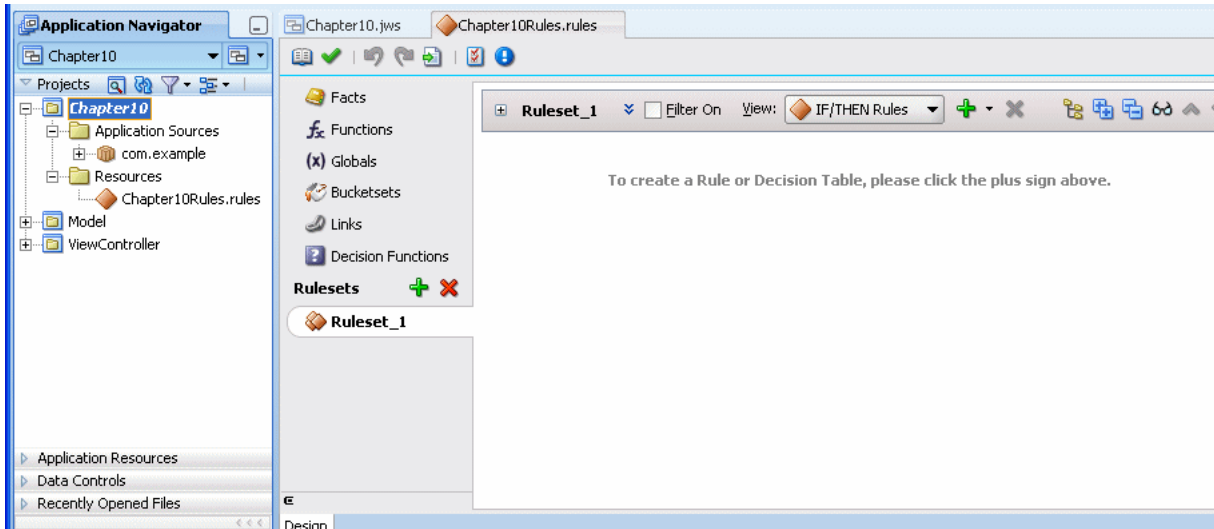 Application Navigator
Chapter10
Projects
Chapter10
Application Sources
com.example
Resources
Chapter10Rules.rules
Model
ViewController
Application Resources
Data Controls
Recently Opened Files
Chapter10.jws
Chapter10Rules.rules
Facts
fx Functions
(x) Globals
Bucketsets
Links
Decision Functions
Rulesets
Ruleset_1
Ruleset_1 Filter On View: IF/THEN Rules
To create a Rule or Decision Table, please click the plus sign above.
Design